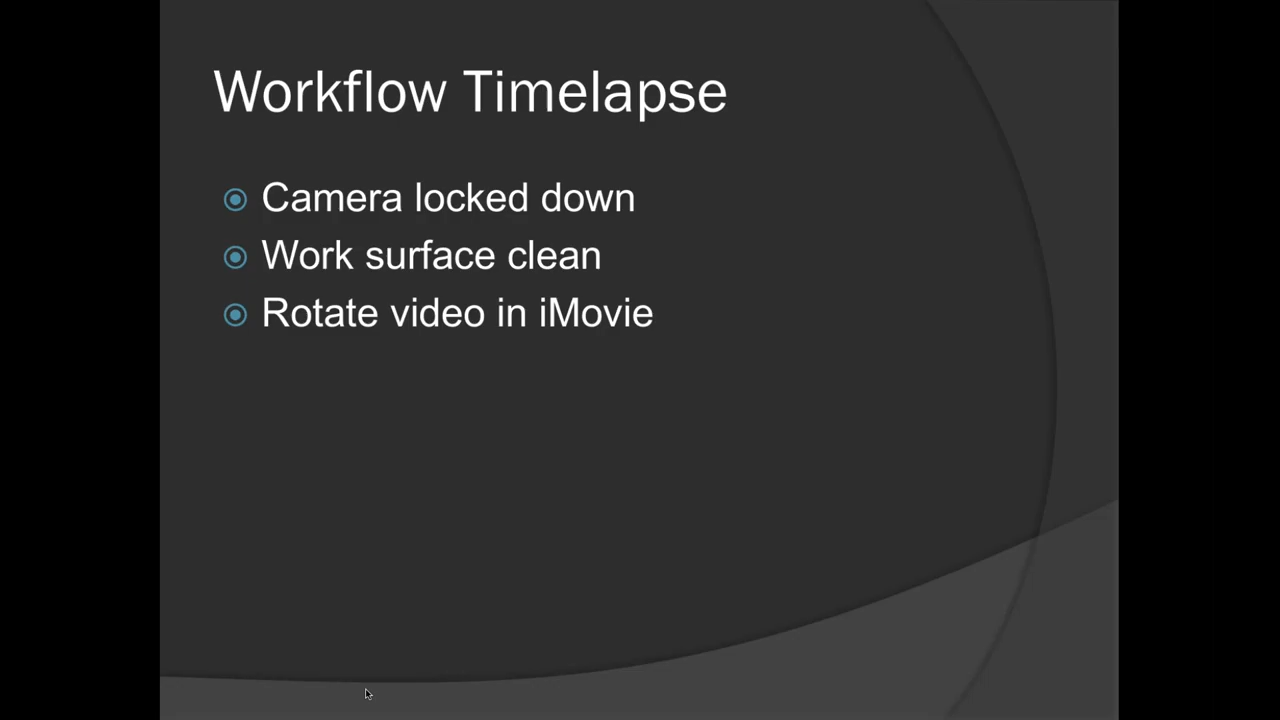 Workflow Timelapse
Camera locked down
Work surface clean
Rotate video in iMovie